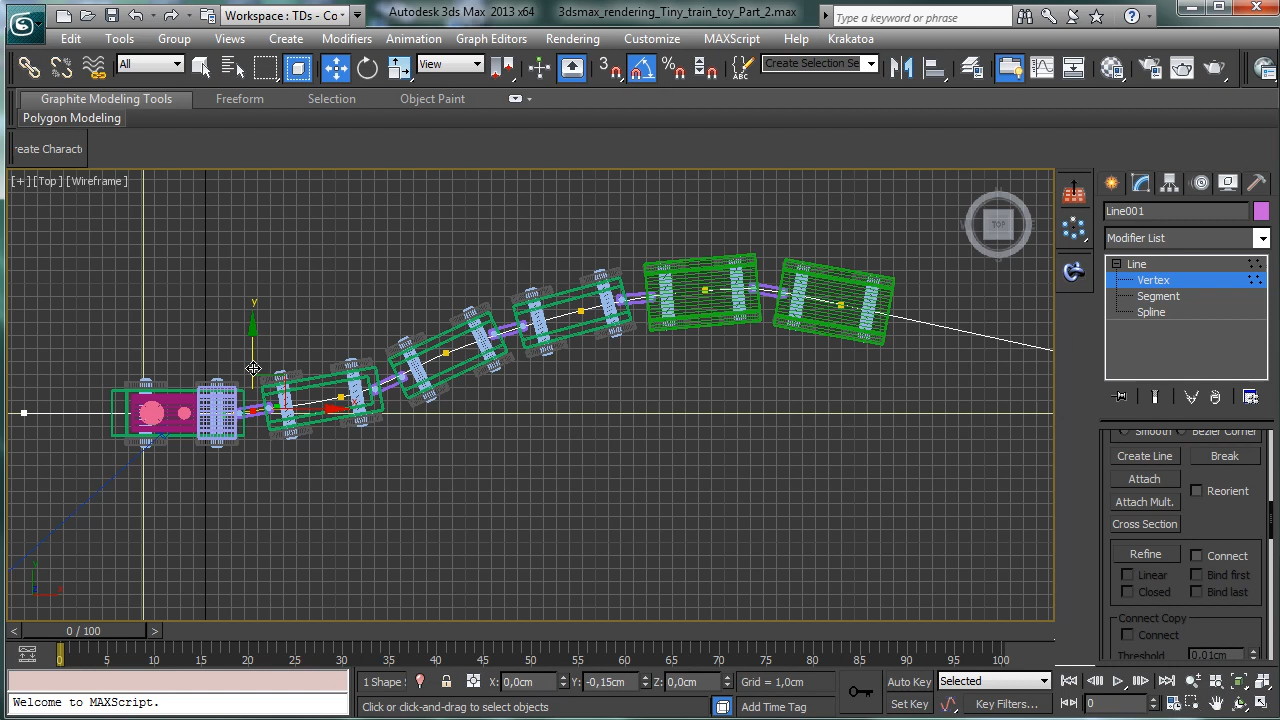 Workspace : TDs - Co
Autodesk 3ds Max 2013 x64
3dsmax_rendering_Tiny_train_toy_Part_2.max
Type a keyword or phrase
Edit Tools Group Views Create Modifiers Animation Graph Editors Rendering Customize MAXScript Help Krakatoa
All
View
3
Create Selection Se
Graphite Modeling Tools Freeform Selection Object Paint
Polygon Modeling
reate Charact
[+] [Top] [Wireframe]
TOP
y
Line001
Modifier List
Line
Vertex
Segment
Spline
Smooth Bezier Corner
Create Line Break
Attach
Attach Mult. Reorient
Cross Section
Refine Connect
Linear Bind first
Closed Bind last
Connect Copy
Connect
Threshold 0,01cm
< 0 / 100 >
0 5 10 15 20 25 30 35 40 45 50 55 60 65 70 75 80 85 90 95 100
1 Shape X: 0,0cm Y: -0,15cm Z: 0,0cm Grid = 1,0cm Auto Key Selected
Welcome to MAXScript. Click or click-and-drag to select objects Add Time Tag Set Key Key Filters... 0